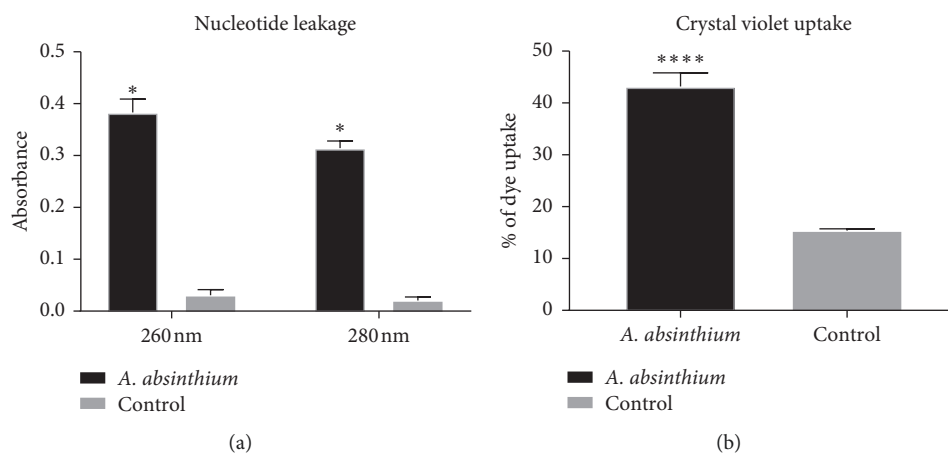 Nucleotide leakage
0.5
0.4
0.3
0.2
0.1
0.0
Absorbance
*
*
260 nm
280 nm
A. absinthium
Control
(a)
Crystal violet uptake
50
40
30
20
10
0
% of dye uptake
****
A. absinthium
Control
A. absinthium
Control
(b)